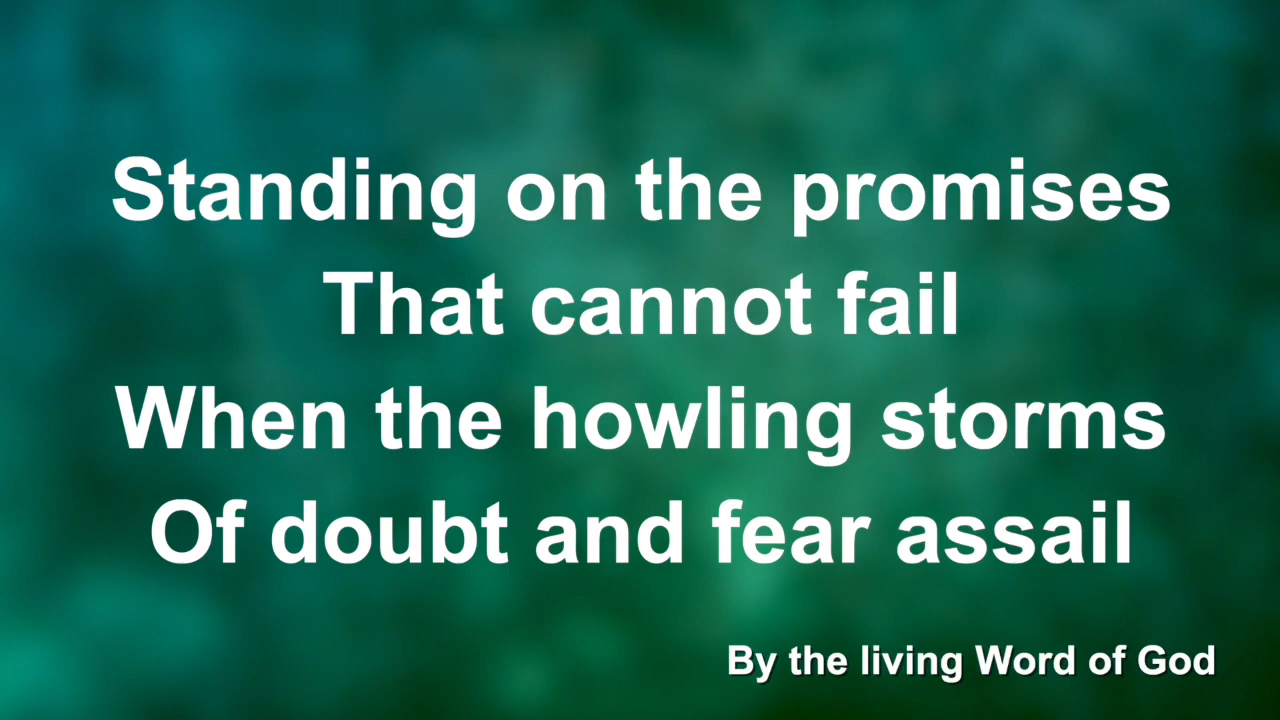 Standing on the promises
That cannot fail
When the howling storms
Of doubt and fear assail
By the living Word of God